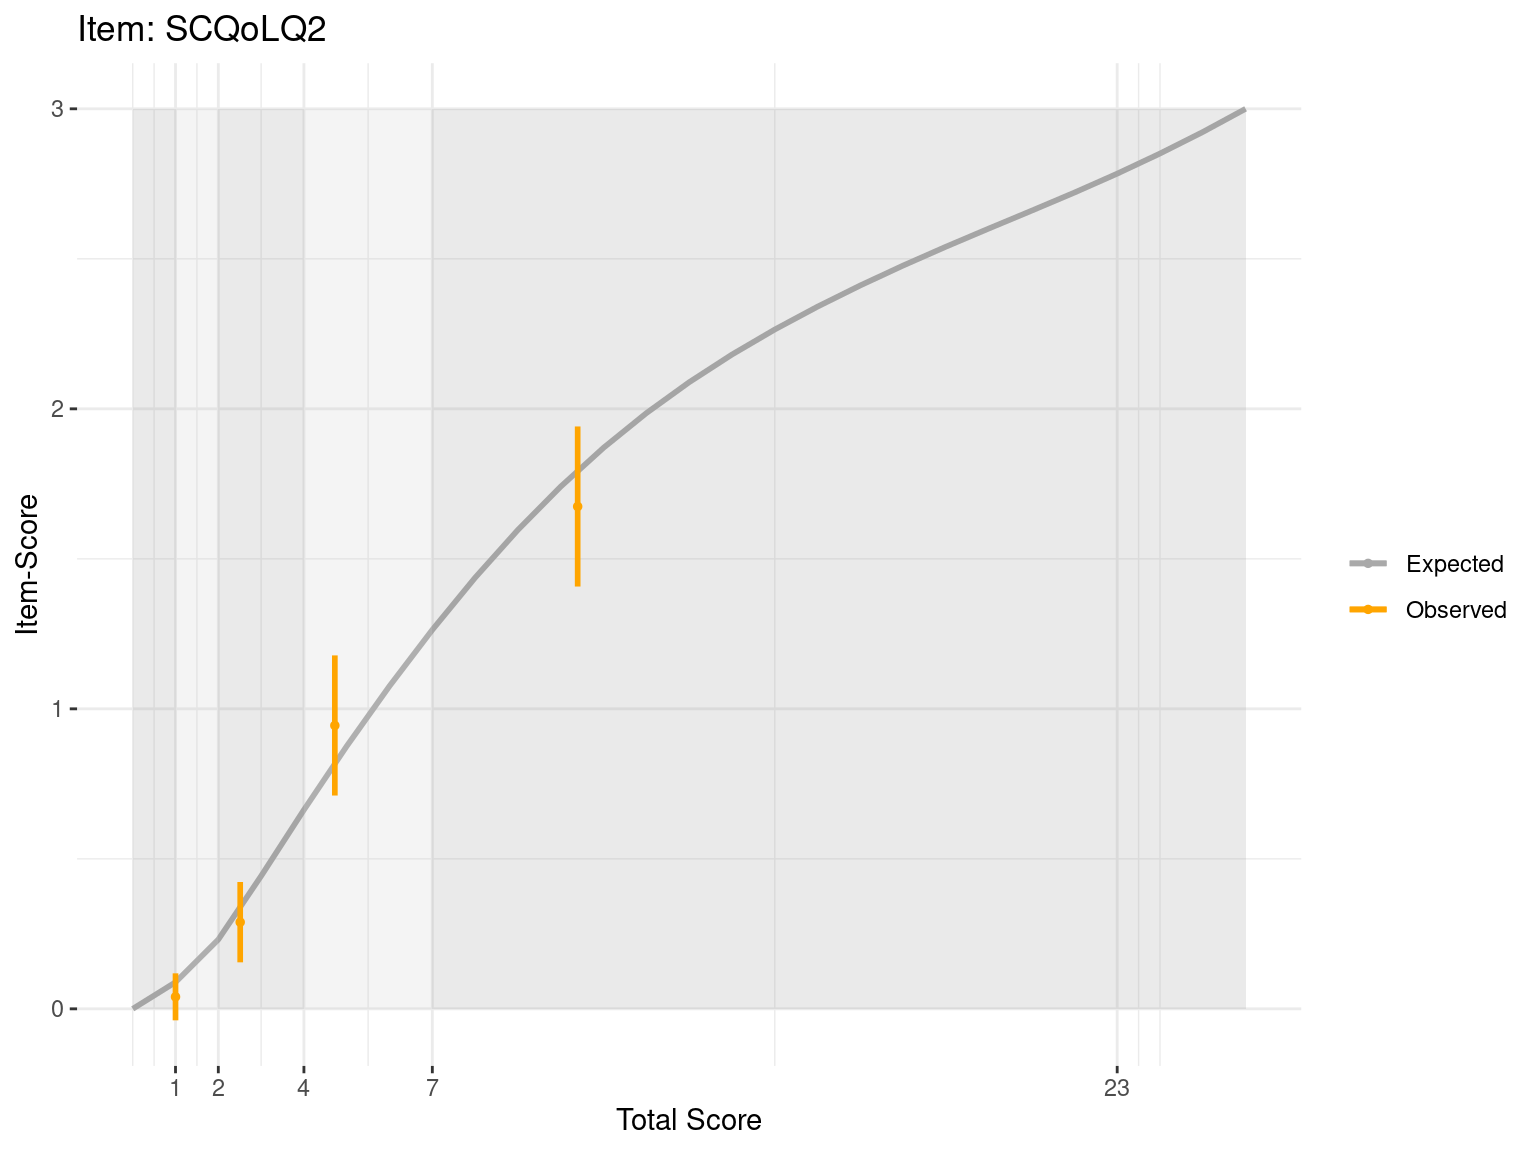 Item: SCQoLQ2
3
2
1
0
Item-Score
1 2 4 7 23
Total Score
Expected
Observed